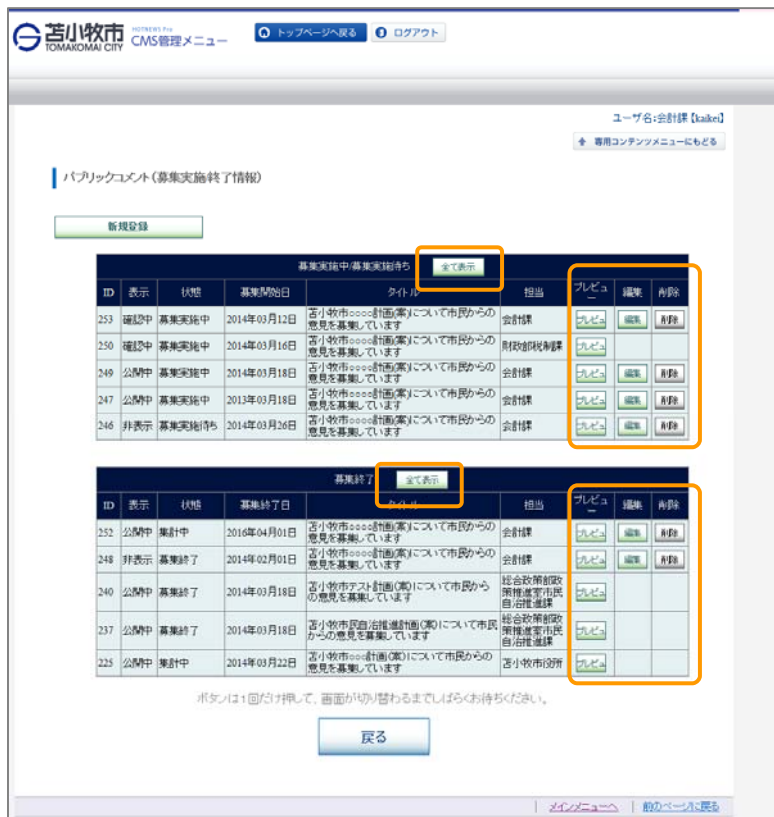 苫小牧市
TOMAKOMAI CITY
HOTNEWS Pro
CMS管理メニュー
トップページへ戻る
ログアウト
ユーザ名:会計課【kaikei】
専用コンテンツメニューにもどる
パブリックコメント(募集実施終了情報)
新規登録
募集実施中/募集実施待ち 全て表示
ID 表示 状態 募集開始日 タイトル 担当 プレビュー 編集 削除
253 確認中 募集実施中 2014年03月12日 苫小牧市○○○○計画(案)について市民からの意見を募集しています 会計課 プレビュ 編集 削除
250 確認中 募集実施中 2014年03月16日 苫小牧市○○○○計画(案)について市民からの意見を募集しています 財政部税制課 プレビュ
249 公開中 募集実施中 2014年03月18日 苫小牧市○○○○計画(案)について市民からの意見を募集しています 会計課 プレビュ 編集 削除
247 公開中 募集実施中 2013年03月18日 苫小牧市○○○○計画(案)について市民からの意見を募集しています 会計課 プレビュ 編集 削除
246 非表示 募集実施待ち 2014年03月26日 苫小牧市○○○○計画(案)について市民からの意見を募集しています 会計課 プレビュ 編集 削除
募集終了 全て表示
ID 表示 状態 募集終了日 タイトル 担当 プレビュー 編集 削除
252 公開中 集計中 2016年04月01日 苫小牧市○○○○計画(案)について市民からの意見を募集しています 会計課 プレビュ 編集 削除
248 非表示 募集終了 2014年02月01日 苫小牧市○○○○計画(案)について市民からの意見を募集しています 会計課 プレビュ 編集 削除
240 公開中 募集終了 2014年03月18日 苫小牧市テスト計画(案)について市民からの意見を募集しています 総合政策部政策推進室市民自治推進課 プレビュ
237 公開中 募集終了 2014年03月18日 苫小牧市民自治推進計画(案)について市民からの意見を募集しています 総合政策部政策推進室市民自治推進課 プレビュ
225 公開中 集計中 2014年03月22日 苫小牧市○○○計画(案)について市民からの意見を募集しています 苫小牧市役所 プレビュ
ボタンは1回だけ押して、画面が切り替わるまでしばらくお待ちください。
戻る
| メインメニューへ | 前のページに戻る